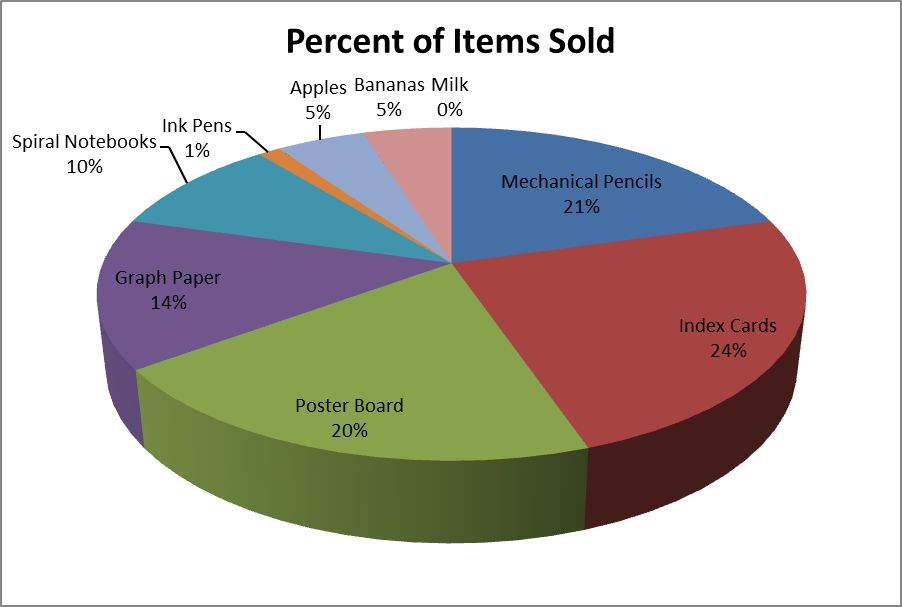 Percent of Items Sold
Apples
5%
Bananas
5%
Milk
0%
Ink Pens
1%
Spiral Notebooks
10%
Mechanical Pencils
21%
Graph Paper
14%
Index Cards
24%
Poster Board
20%